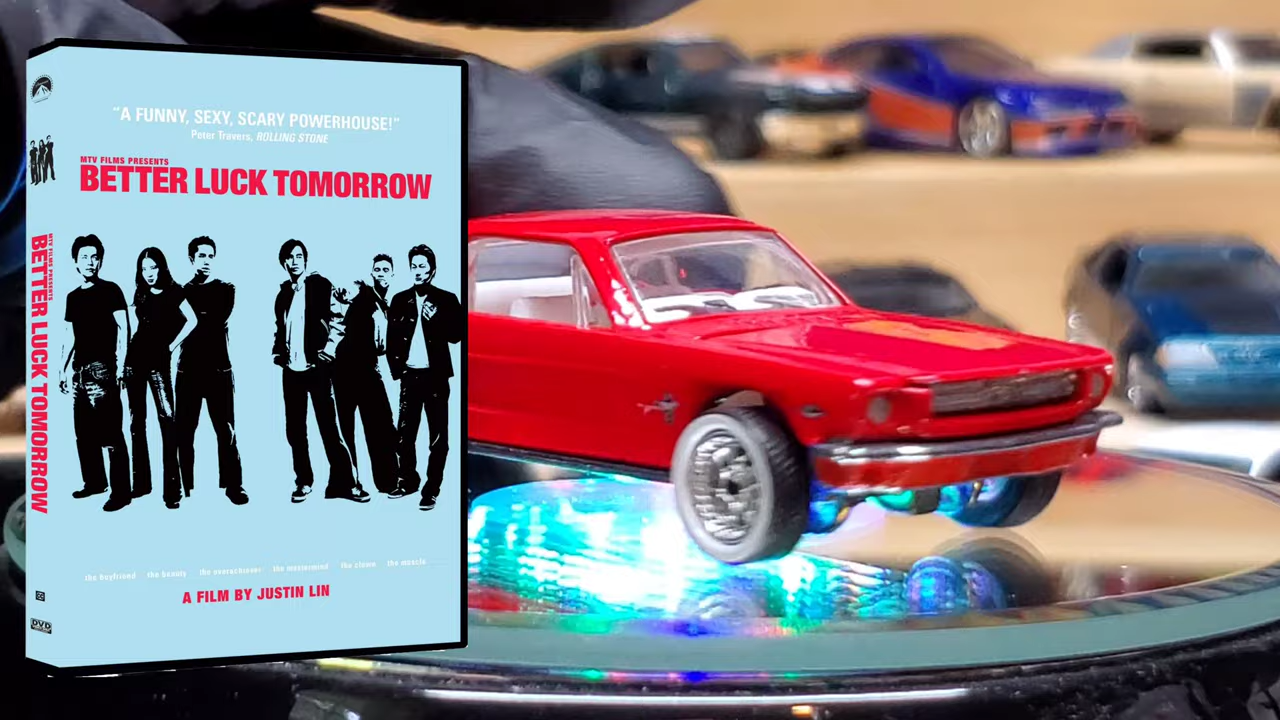 "A FUNNY, SEXY, SCARY POWERHOUSE!"
Peter Travers, ROLLING STONE
MTV FILMS PRESENTS
BETTER LUCK TOMORROW
MTV FILMS PRESENTS
BETTER LUCK TOMORROW
the boyfriend the beauty the overachiever the mastermind the clown the muscle
A FILM BY JUSTIN LIN
DVD